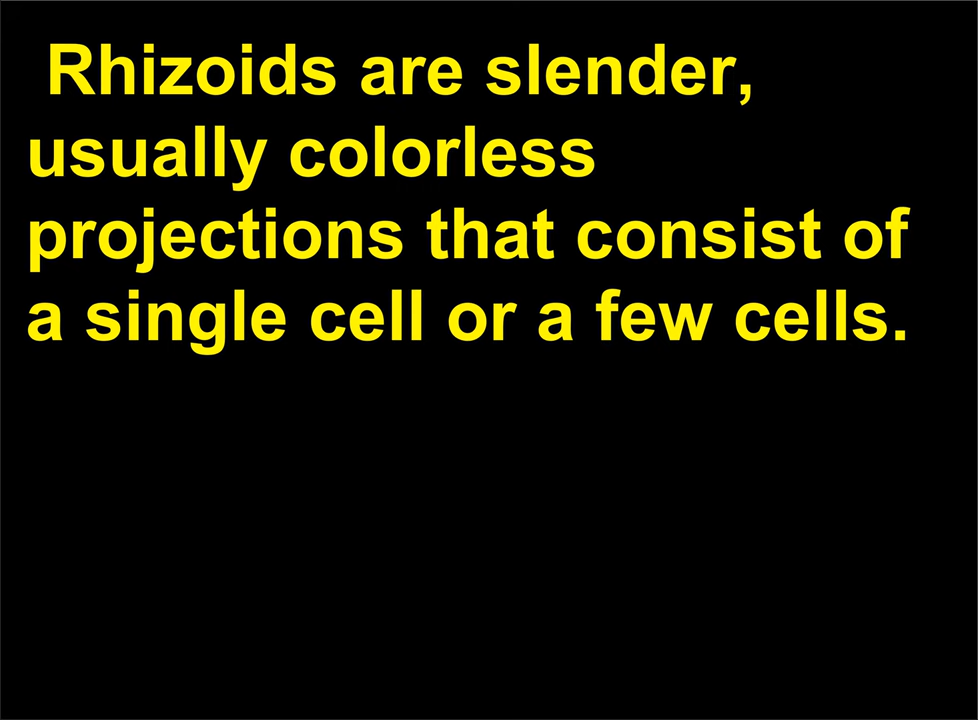 Rhizoids are slender,
usually colorless
projections that consist of
a single cell or a few cells.